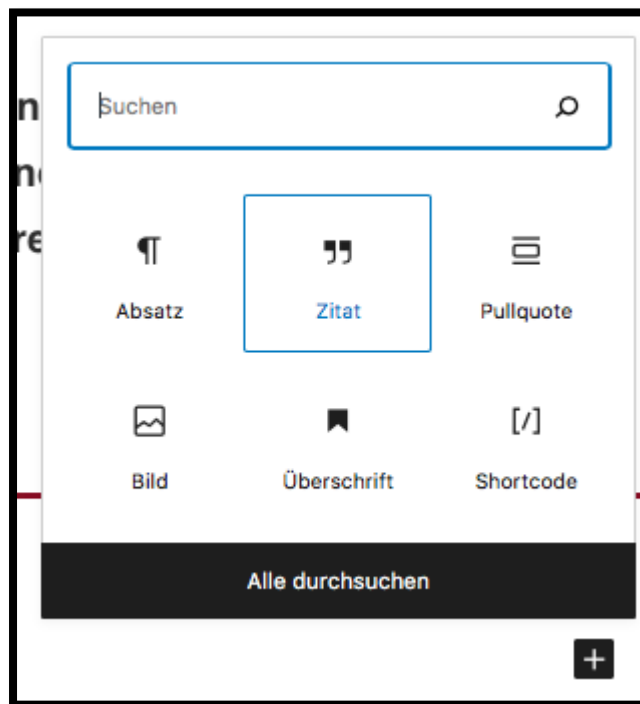 Suchen
Absatz
Zitat
Pullquote
Bild
Überschrift
[/]
Shortcode
Alle durchsuchen